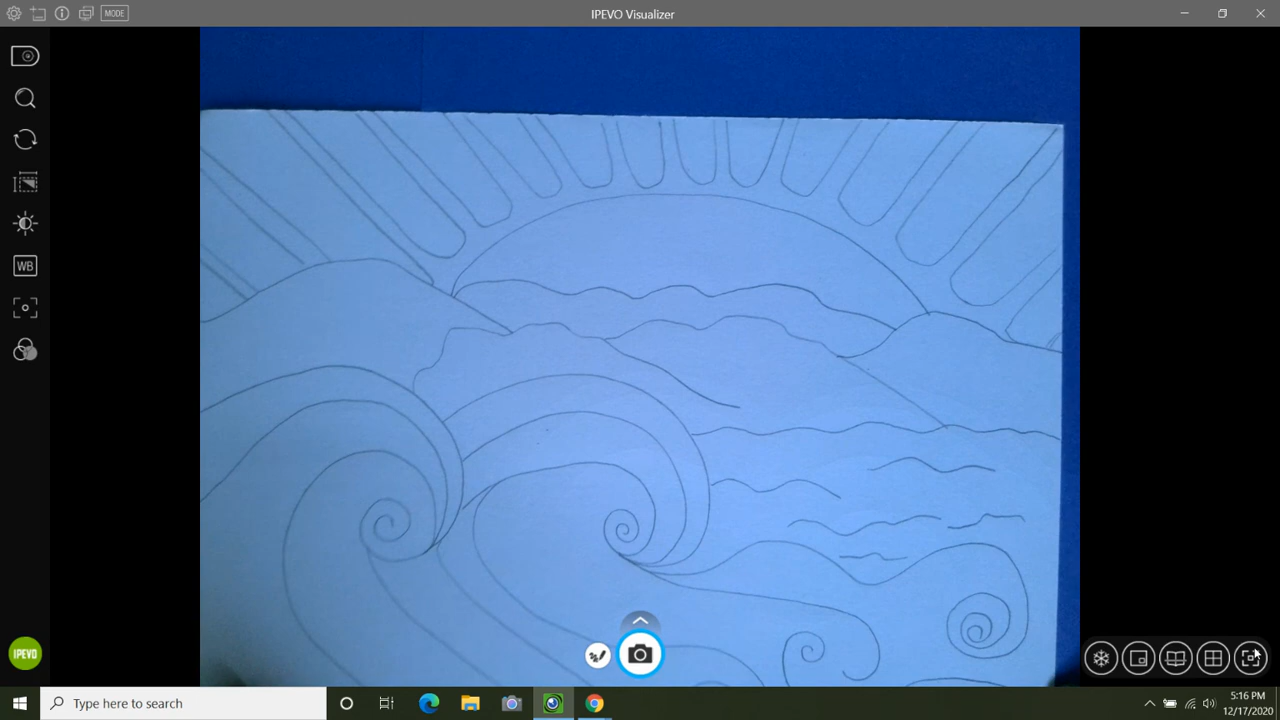 MODE
IPEVO Visualizer
WB
IPEVO
Type here to search
5:16 PM
12/17/2020